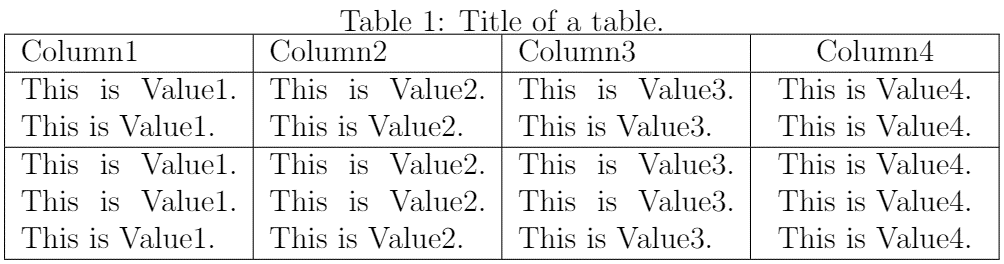 Table 1: Title of a table.
Column1 Column2 Column3 Column4
This is Value1. This is Value2. This is Value3. This is Value4.
This is Value1. This is Value2. This is Value3. This is Value4.
This is Value1. This is Value2. This is Value3. This is Value4.
This is Value1. This is Value2. This is Value3. This is Value4.
This is Value1. This is Value2. This is Value3. This is Value4.